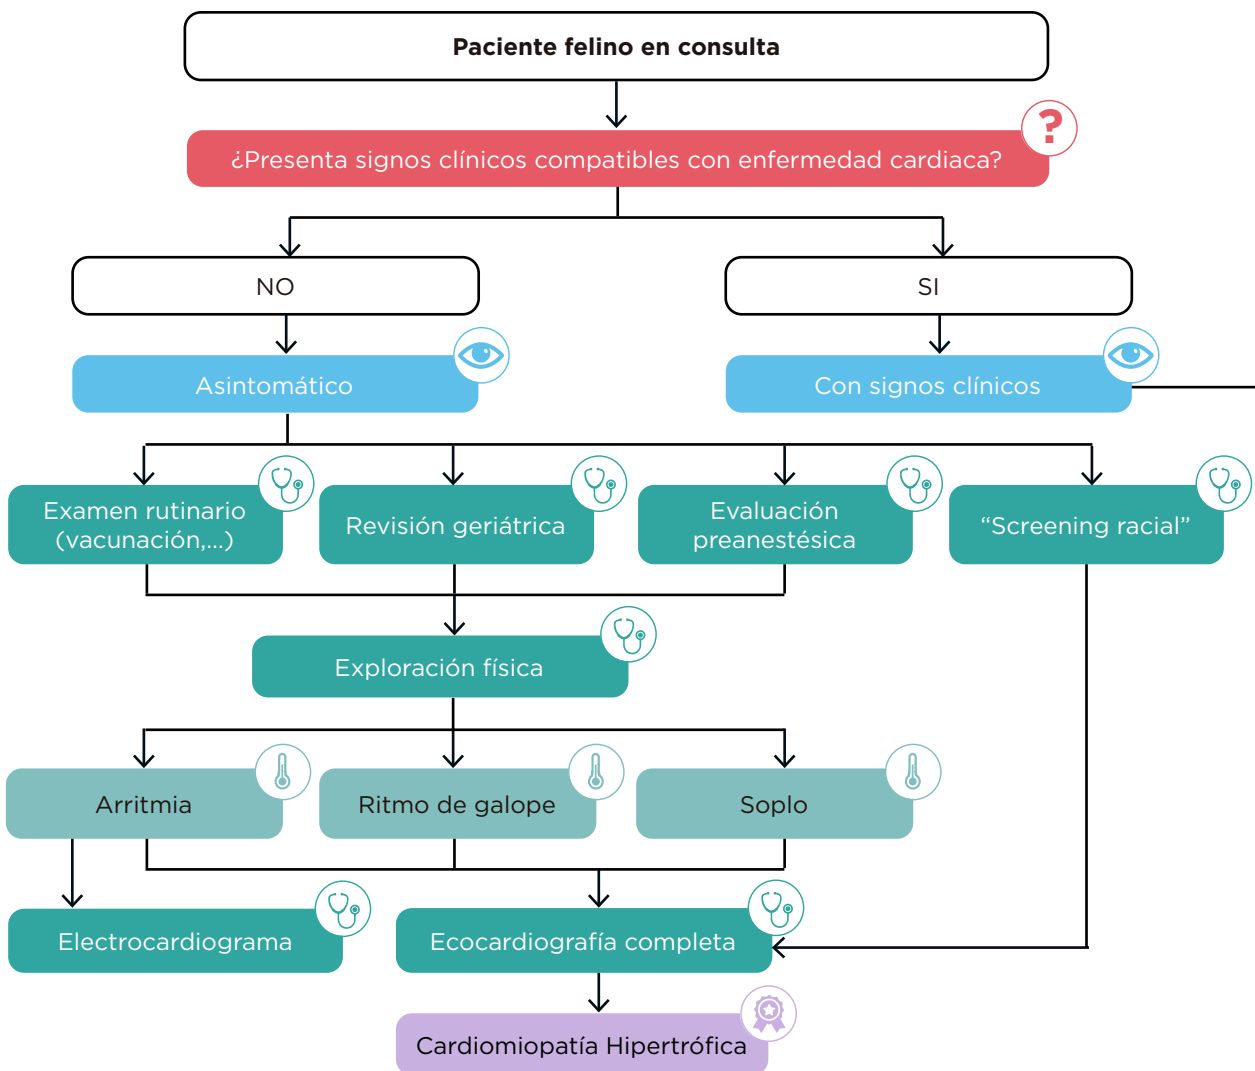 Paciente felino en consulta
?
¿Presenta signos clínicos compatibles con enfermedad cardiaca?
NO
SI
Asintomático
Con signos clínicos
Examen rutinario
(vacunación,...)
Revisión geriátrica
Evaluación
preanestésica
“Screening racial”
Exploración física
Arritmia
Ritmo de galope
Soplo
Electrocardiograma
Ecocardiografía completa
Cardiomiopatía Hipertrófica